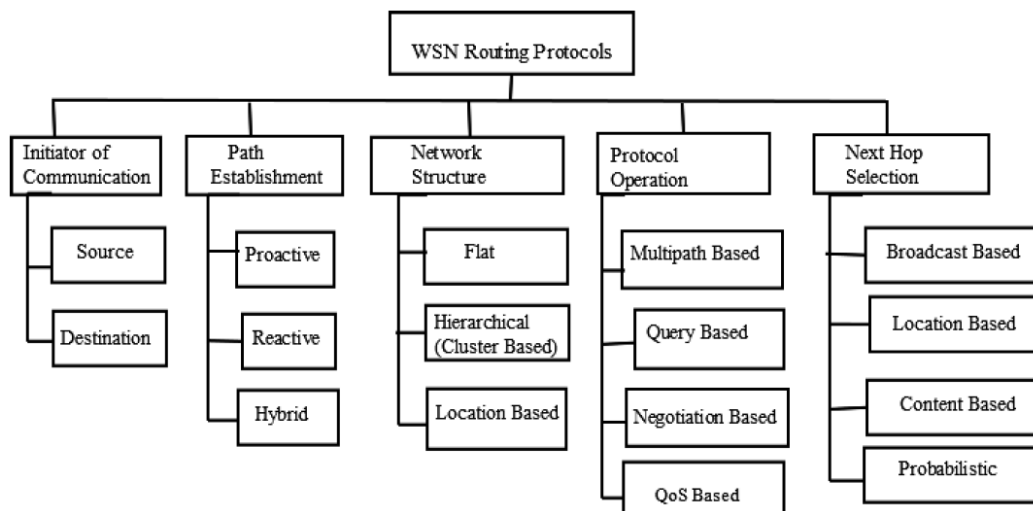 WSN Routing Protocols
Initiator of
Communication
Source
Destination
Path
Establishment
Proactive
Reactive
Hybrid
Network
Structure
Flat
Hierarchical
(Cluster Based)
Location Based
Protocol
Operation
Multipath Based
Query Based
Negotiation Based
QoS Based
Next Hop
Selection
Broadcast Based
Location Based
Content Based
Probabilistic